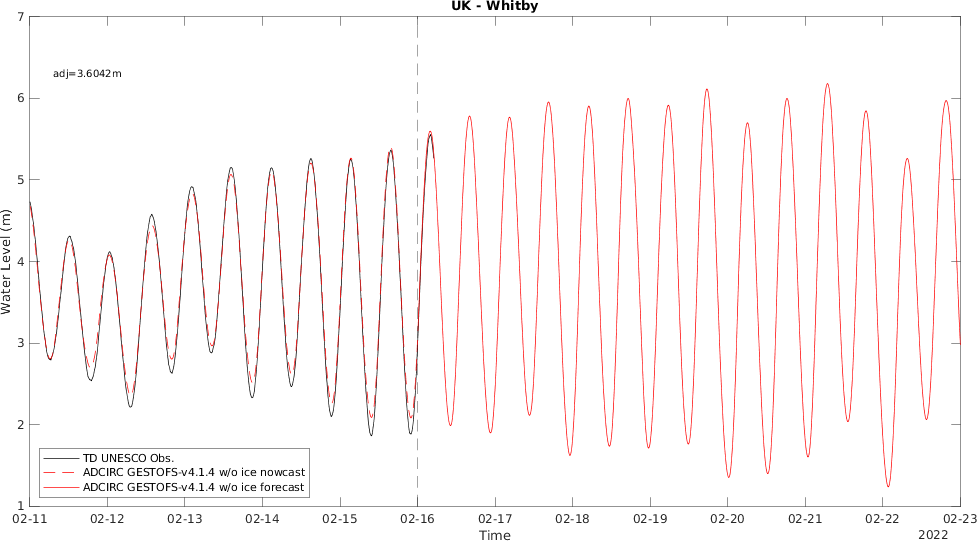 UK - Whitby
7
adj=3.6042m
6
5
4
3
2
1
Water Level (m)
TD UNESCO Obs.
ADCIRC GESTOFS-v4.1.4 w/o ice nowcast
ADCIRC GESTOFS-v4.1.4 w/o ice forecast
02-11 02-12 02-13 02-14 02-15 02-16 02-17 02-18 02-19 02-20 02-21 02-22 02-23
Time
2022